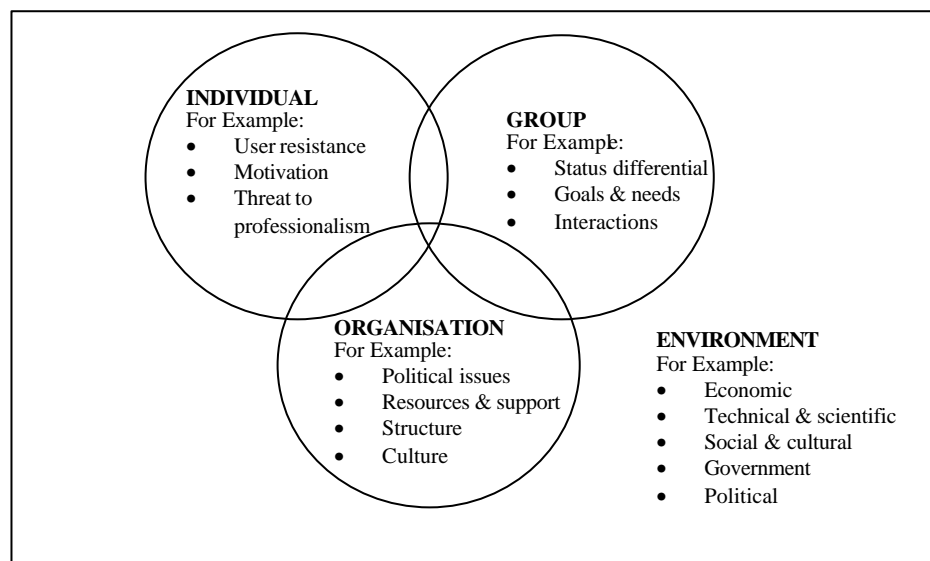 INDIVIDUAL
For Example:
• User resistance
• Motivation
• Threat to
professionalism
GROUP
For Example:
• Status differential
• Goals & needs
• Interactions
ORGANISATION
For Example:
• Political issues
• Resources & support
• Structure
• Culture
ENVIRONMENT
For Example:
• Economic
• Technical & scientific
• Social & cultural
• Government
• Political